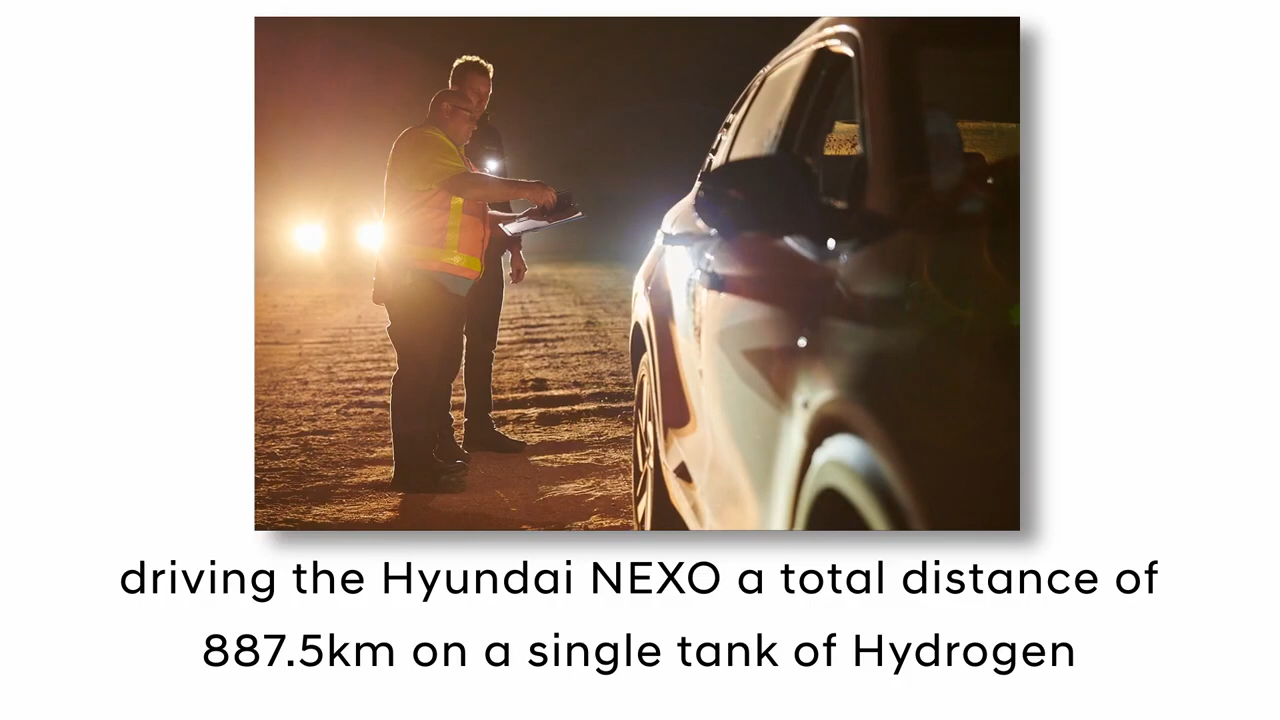 driving the Hyundai NEXO a total distance of
887.5km on a single tank of Hydrogen